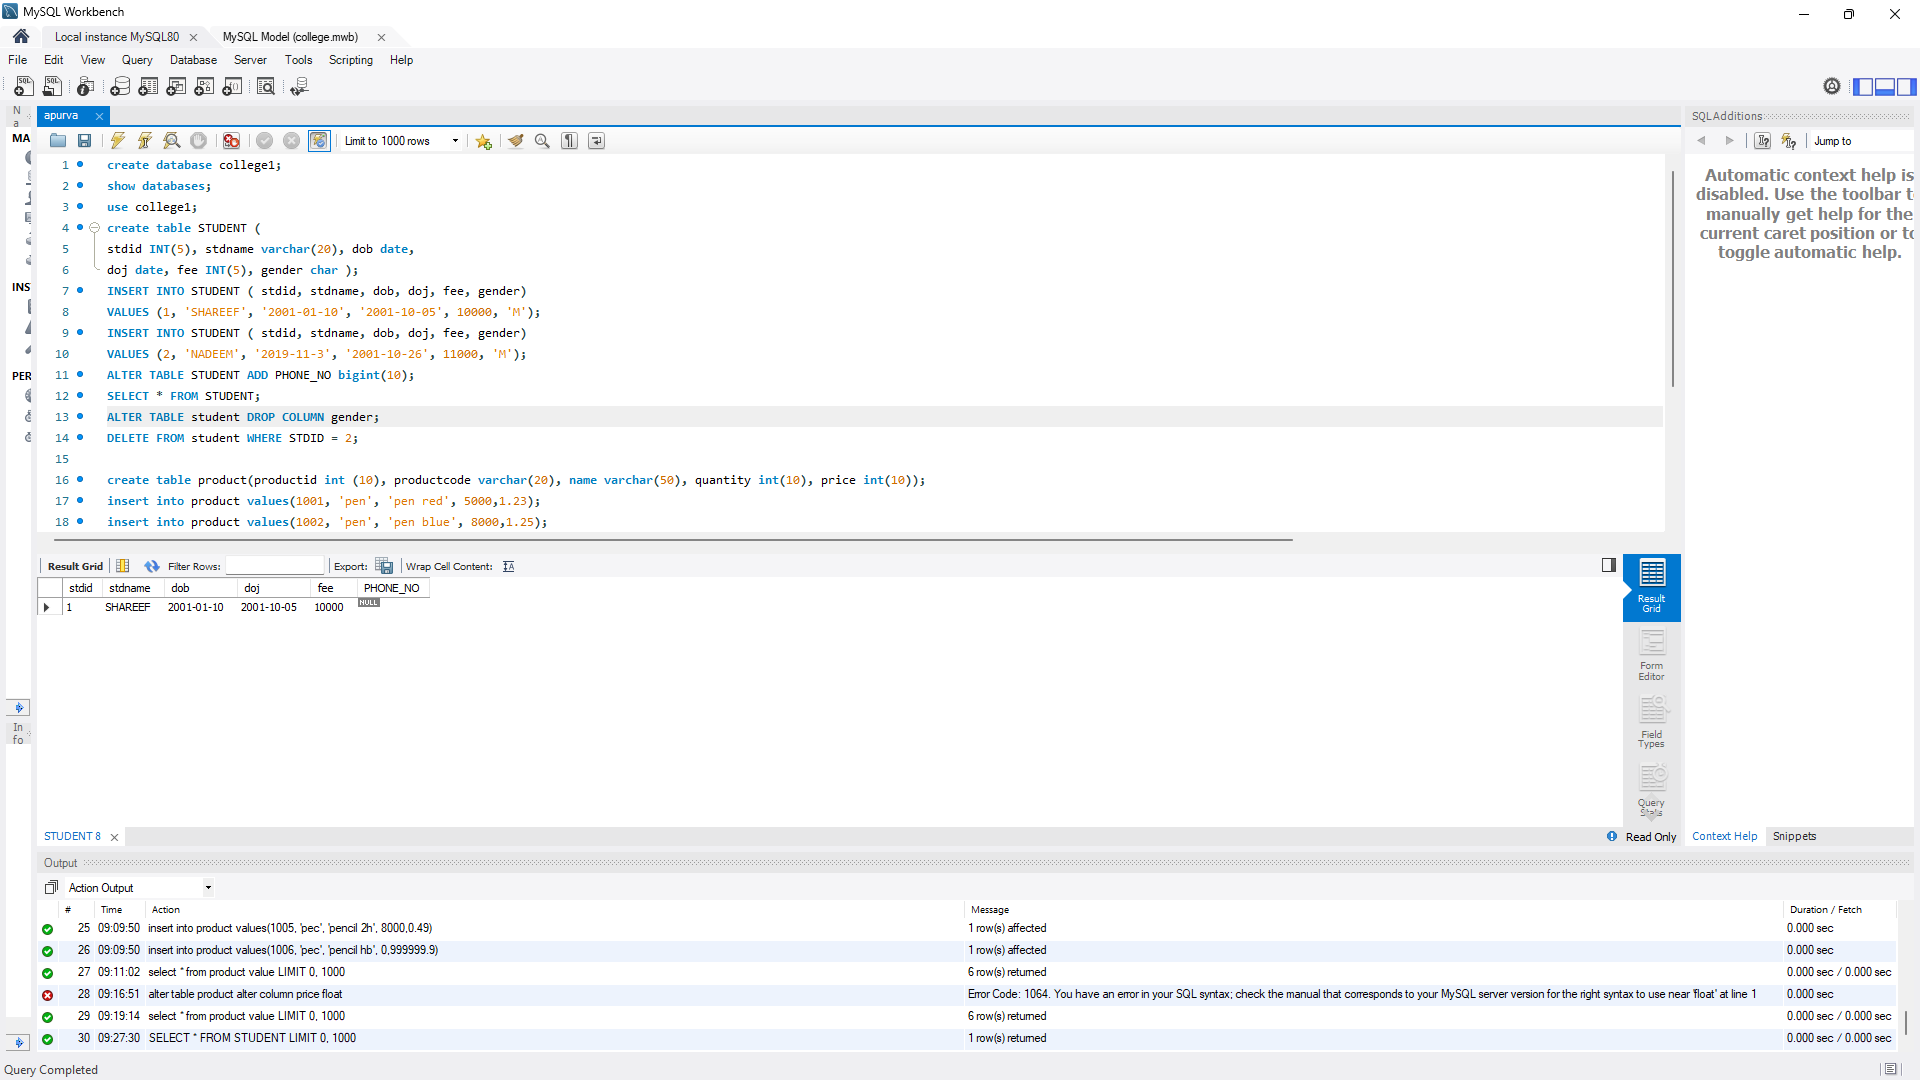 MySQL Workbench
Local instance MySQL80
MySQL Model (college.mwb)
File Edit View Query Database Server Tools Scripting Help
N
a
MA
INS
PER
In
fo
apurva
Limit to 1000 rows
1 create database college1;
2 show databases;
3 use college1;
4 create table STUDENT (
5 stdid INT(5), stdname varchar(20), dob date,
6 doj date, fee INT(5), gender char );
7 INSERT INTO STUDENT ( stdid, stdname, dob, doj, fee, gender)
8 VALUES (1, 'SHAREEF', '2001-01-10', '2001-10-05', 10000, 'M');
9 INSERT INTO STUDENT ( stdid, stdname, dob, doj, fee, gender)
10 VALUES (2, 'NADEEM', '2019-11-3', '2001-10-26', 11000, 'M');
11 ALTER TABLE STUDENT ADD PHONE_NO bigint(10);
12 SELECT * FROM STUDENT;
13 ALTER TABLE student DROP COLUMN gender;
14 DELETE FROM student WHERE STDID = 2;
15
16 create table product(productid int (10), productcode varchar(20), name varchar(50), quantity int(10), price int(10));
17 insert into product values(1001, 'pen', 'pen red', 5000,1.23);
18 insert into product values(1002, 'pen', 'pen blue', 8000,1.25);
SQLAdditions
Jump to
Automatic context help is
disabled. Use the toolbar t
manually get help for the
current caret position or to
toggle automatic help.
Result Grid Filter Rows: Export: Wrap Cell Content:
stdid stdname dob doj fee PHONE_NO
1 SHAREEF 2001-01-10 2001-10-05 10000 NULL
Result
Grid
Form
Editor
Field
Types
Query
Stats
STUDENT 8
Read Only
Context Help Snippets
Output
Action Output
# Time Action Message Duration / Fetch
25 09:09:50 insert into product values(1005, 'pec', 'pencil 2h', 8000,0.49) 1 row(s) affected 0.000 sec
26 09:09:50 insert into product values(1006, 'pec', 'pencil hb', 0,999999.9) 1 row(s) affected 0.000 sec
27 09:11:02 select * from product value LIMIT 0, 1000 6 row(s) returned 0.000 sec / 0.000 sec
28 09:16:51 alter table product alter column price float Error Code: 1064. You have an error in your SQL syntax; check the manual that corresponds to your MySQL server version for the right syntax to use near 'float' at line 1 0.000 sec
29 09:19:14 select * from product value LIMIT 0, 1000 6 row(s) returned 0.000 sec / 0.000 sec
30 09:27:30 SELECT * FROM STUDENT LIMIT 0, 1000 1 row(s) returned 0.000 sec / 0.000 sec
Query Completed